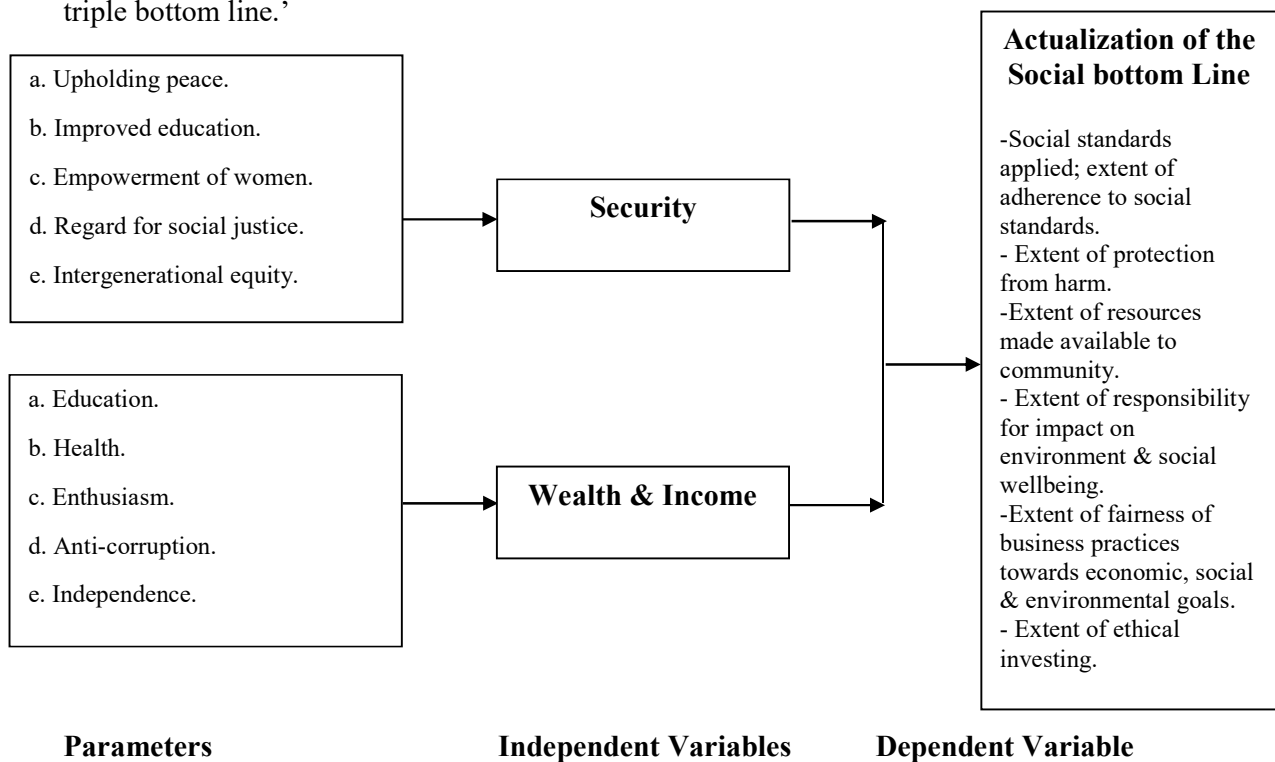 triple bottom line.’
a. Upholding peace.
b. Improved education.
c. Empowerment of women.
d. Regard for social justice.
e. Intergenerational equity.
a. Education.
b. Health.
c. Enthusiasm.
d. Anti-corruption.
e. Independence.
Security
Wealth & Income
Actualization of the
Social bottom Line
-Social standards
applied; extent of
adherence to social
standards.
- Extent of protection
from harm.
-Extent of resources
made available to
community.
- Extent of responsibility
for impact on
environment & social
wellbeing.
-Extent of fairness of
business practices
towards economic, social
& environmental goals.
- Extent of ethical
investing.
Parameters
Independent Variables
Dependent Variable